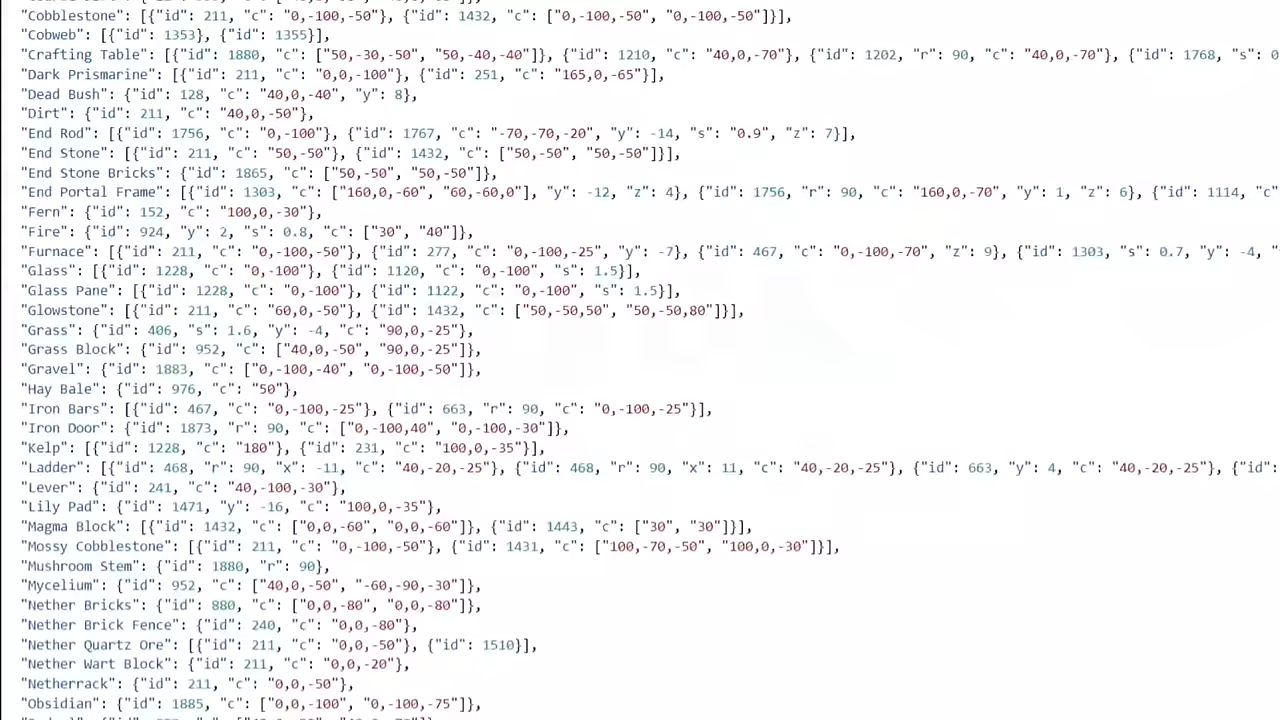 "Cobblestone": [{"id": 211, "c": "0,-100,-50"}, {"id": 1432, "c": ["0,-100,-50", "0,-100,-50"]}],
"Cobweb": [{"id": 1353}, {"id": 1355}],
"Crafting Table": [{"id": 1880, "c": ["50,-30,-50", "50,-40,-40"]}, {"id": 1210, "c": "40,0,-70"}, {"id": 1202, "r": 90, "c": "40,0,-70"}, {"id": 1768, "s": 0
"Dark Prismarine": [{"id": 211, "c": "0,0,-100"}, {"id": 251, "c": "165,0,-65"}],
"Dead Bush": {"id": 128, "c": "40,0,-40", "y": 8},
"Dirt": {"id": 211, "c": "40,0,-50"},
"End Rod": [{"id": 1756, "c": "0,-100"}, {"id": 1767, "c": "-70,-70,-20", "y": -14, "s": "0.9", "z": 7}],
"End Stone": [{"id": 211, "c": "50,-50"}, {"id": 1432, "c": ["50,-50", "50,-50"]}],
"End Stone Bricks": {"id": 1865, "c": ["50,-50", "50,-50"]},
"End Portal Frame": [{"id": 1303, "c": ["160,0,-60", "60,-60,0"], "y": -12, "z": 4}, {"id": 1756, "r": 90, "c": "160,0,-70", "y": 1, "z": 6}, {"id": 1114, "c"
"Fern": {"id": 152, "c": "100,0,-30"},
"Fire": {"id": 924, "y": 2, "s": 0.8, "c": ["30", "40"]},
"Furnace": [{"id": 211, "c": "0,-100,-50"}, {"id": 277, "c": "0,-100,-25", "y": -7}, {"id": 467, "c": "0,-100,-70", "z": 9}, {"id": 1303, "s": 0.7, "y": -4, "
"Glass": [{"id": 1228, "c": "0,-100"}, {"id": 1120, "c": "0,-100", "s": 1.5}],
"Glass Pane": [{"id": 1228, "c": "0,-100"}, {"id": 1122, "c": "0,-100", "s": 1.5}],
"Glowstone": [{"id": 211, "c": "60,0,-50"}, {"id": 1432, "c": ["50,-50,50", "50,-50,80"]}],
"Grass": {"id": 406, "s": 1.6, "y": -4, "c": "90,0,-25"},
"Grass Block": {"id": 952, "c": ["40,0,-50", "90,0,-25"]},
"Gravel": {"id": 1883, "c": ["0,-100,-40", "0,-100,-50"]},
"Hay Bale": {"id": 976, "c": "50"},
"Iron Bars": [{"id": 467, "c": "0,-100,-25"}, {"id": 663, "r": 90, "c": "0,-100,-25"}],
"Iron Door": {"id": 1873, "r": 90, "c": ["0,-100,40", "0,-100,-30"]},
"Kelp": [{"id": 1228, "c": "180"}, {"id": 231, "c": "100,0,-35"}],
"Ladder": [{"id": 468, "r": 90, "x": -11, "c": "40,-20,-25"}, {"id": 468, "r": 90, "x": 11, "c": "40,-20,-25"}, {"id": 663, "y": 4, "c": "40,-20,-25"}, {"id":
"Lever": {"id": 241, "c": "40,-100,-30"},
"Lily Pad": {"id": 1471, "y": -16, "c": "100,0,-35"},
"Magma Block": [{"id": 1432, "c": ["0,0,-60", "0,0,-60"]}, {"id": 1443, "c": ["30", "30"]}],
"Mossy Cobblestone": [{"id": 211, "c": "0,-100,-50"}, {"id": 1431, "c": ["100,-70,-50", "100,0,-30"]}],
"Mushroom Stem": {"id": 1880, "r": 90},
"Mycelium": {"id": 952, "c": ["40,0,-50", "-60,-90,-30"]},
"Nether Bricks": {"id": 880, "c": ["0,0,-80", "0,0,-80"]},
"Nether Brick Fence": {"id": 240, "c": "0,0,-80"},
"Nether Quartz Ore": [{"id": 211, "c": "0,0,-50"}, {"id": 1510}],
"Nether Wart Block": {"id": 211, "c": "0,0,-20"},
"Netherrack": {"id": 211, "c": "0,0,-50"},
"Obsidian": {"id": 1885, "c": ["0,0,-100", "0,-100,-75"]},